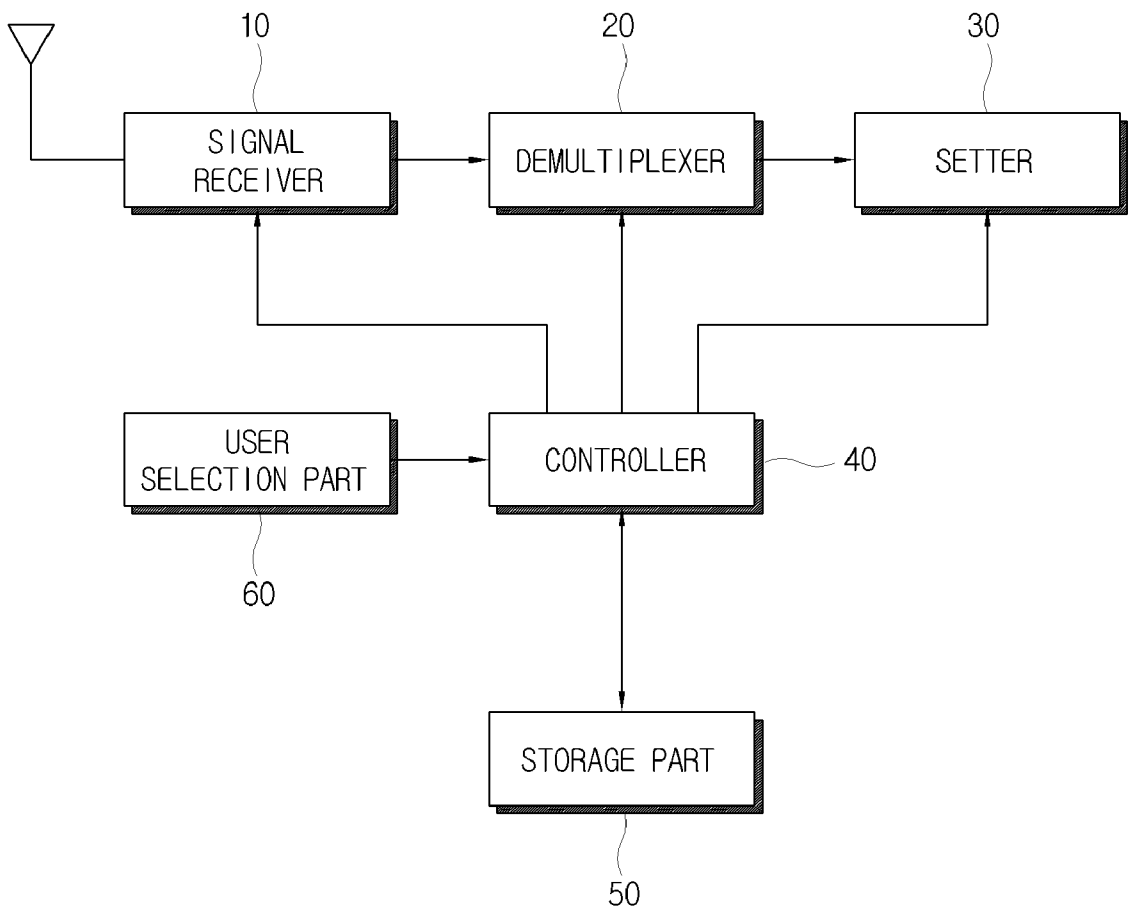 10
20
30
SIGNAL
RECEIVER
DEMULTIPLEXER
SETTER
USER
SELECTION PART
CONTROLLER
40
60
STORAGE PART
50